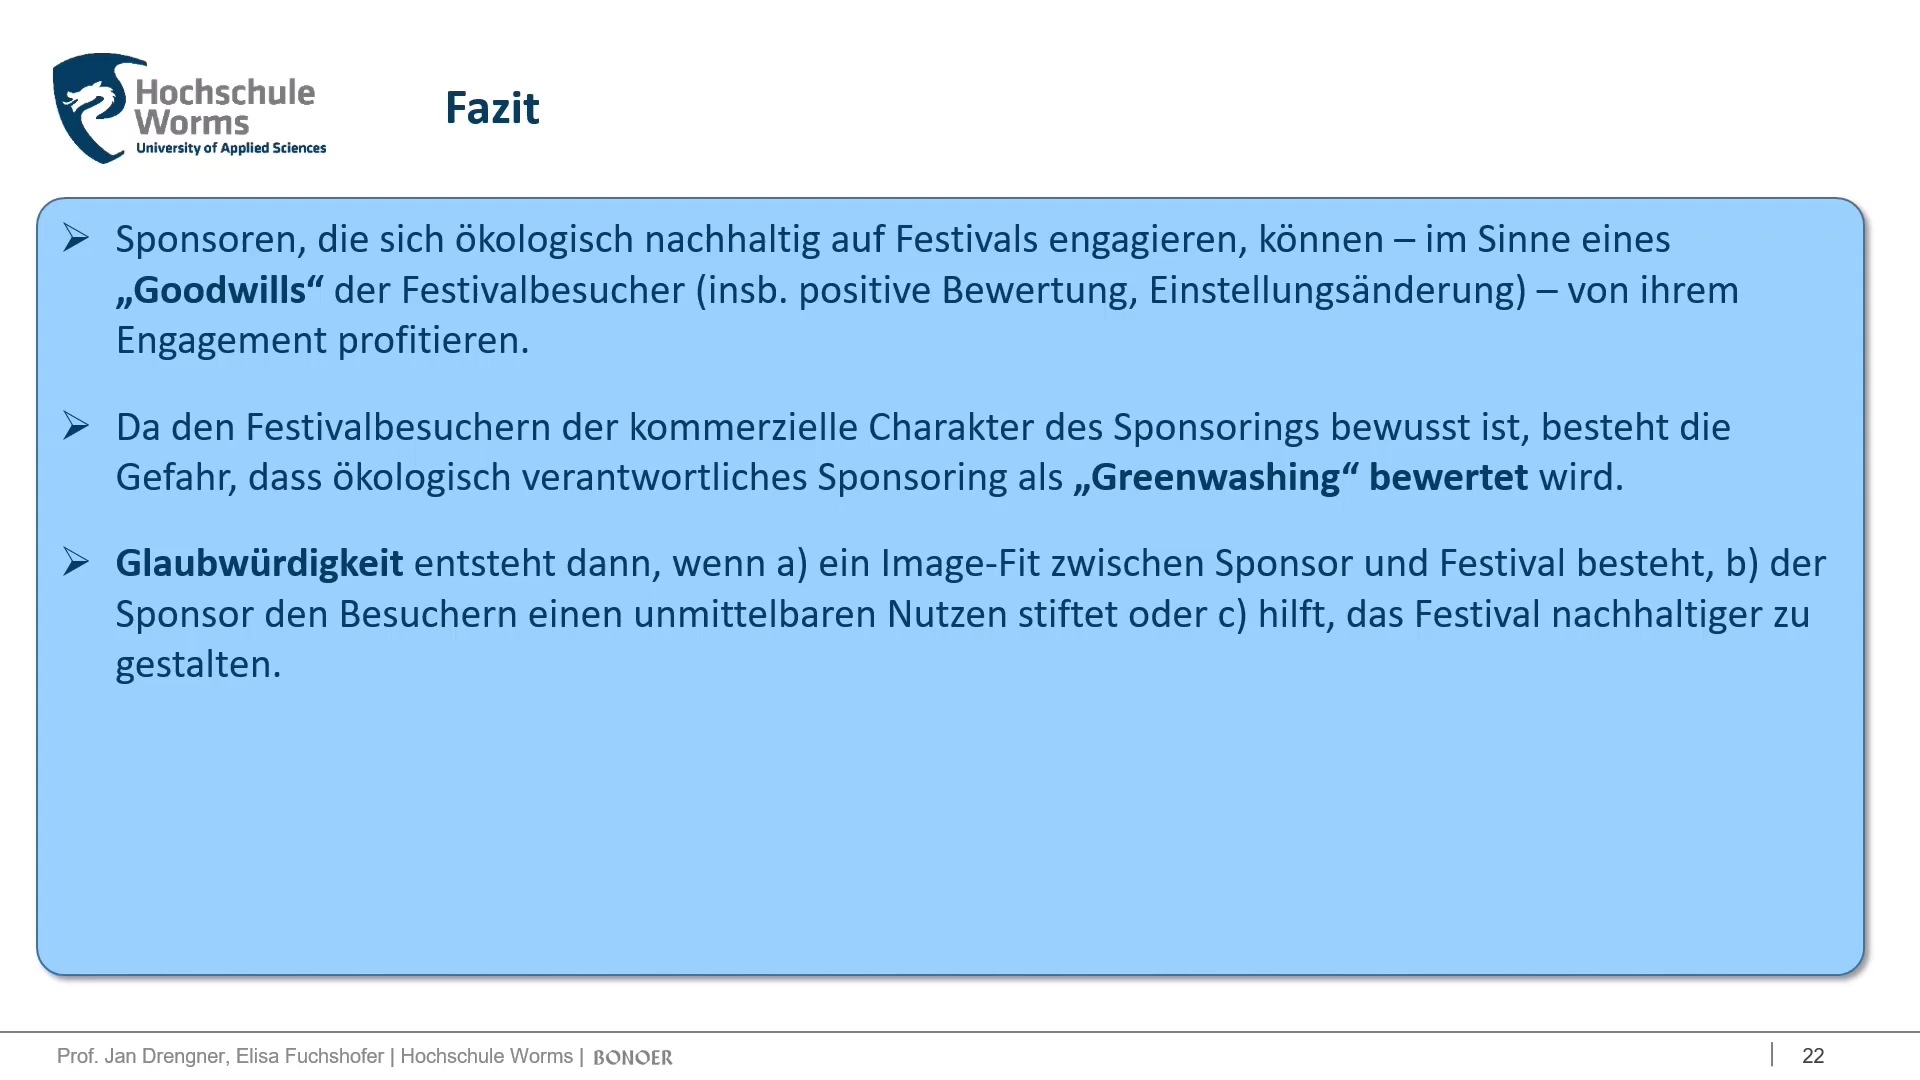 Hochschule
Worms
University of Applied Sciences
Fazit
Sponsoren, die sich ökologisch nachhaltig auf Festivals engagieren, können – im Sinne eines
„Goodwills“ der Festivalbesucher (insb. positive Bewertung, Einstellungsänderung) – von ihrem
Engagement profitieren.
Da den Festivalbesuchern der kommerzielle Charakter des Sponsorings bewusst ist, besteht die
Gefahr, dass ökologisch verantwortliches Sponsoring als „Greenwashing“ bewertet wird.
Glaubwürdigkeit entsteht dann, wenn a) ein Image-Fit zwischen Sponsor und Festival besteht, b) der
Sponsor den Besuchern einen unmittelbaren Nutzen stiftet oder c) hilft, das Festival nachhaltiger zu
gestalten.
Prof. Jan Drengner, Elisa Fuchshofer | Hochschule Worms | BONOER
22